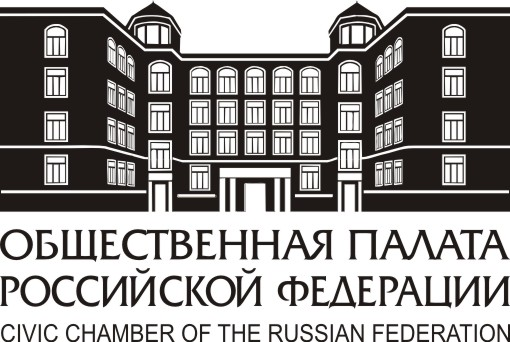 ОБЩЕСТВЕННАЯ ПАЛАТА
РОССИЙСКОЙ ФЕДЕРАЦИИ
CIVIC CHAMBER OF THE RUSSIAN FEDERATION